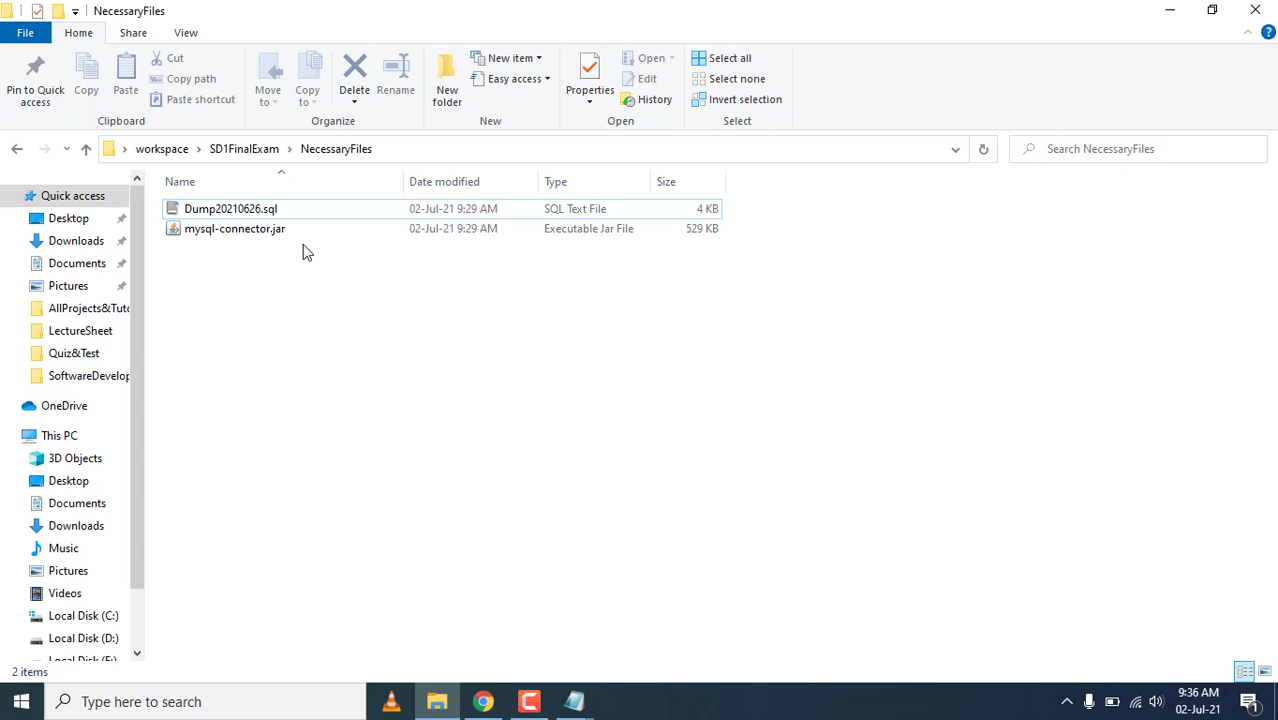 NecessaryFiles
File
Home
Share
View
Pin to Quick
access
Copy
Paste
Cut
Copy path
Paste shortcut
Clipboard
Move
to
Copy
to
Delete
Rename
Organize
New
folder
New item
Easy access
New
Properties
Open
Edit
History
Open
Select all
Select none
Invert selection
Select
workspace
SD1FinalExam
NecessaryFiles
Search NecessaryFiles
Name
Date modified
Type
Size
Dump20210626.sql
02-Jul-21 9:29 AM
SQL Text File
4 KB
mysql-connector.jar
02-Jul-21 9:29 AM
Executable Jar File
529 KB
Quick access
Desktop
Downloads
Documents
Pictures
AllProjects&Tuto
LectureSheet
Quiz&Test
SoftwareDevelop
OneDrive
This PC
3D Objects
Desktop
Documents
Downloads
Music
Pictures
Videos
Local Disk (C:)
Local Disk (D:)
2 items
Type here to search
9:36 AM
02-Jul-21
1